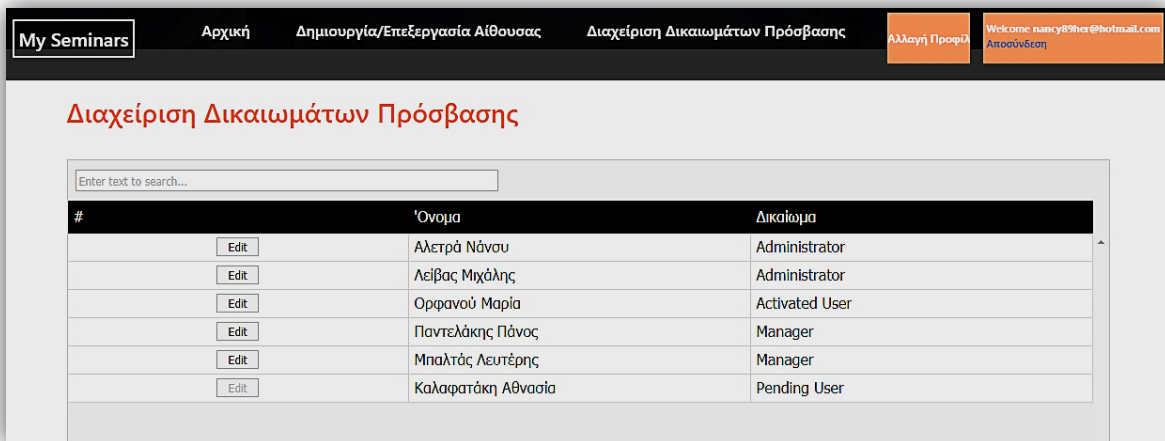 My Seminars
Αρχική Δημιουργία/Επεξεργασία Αίθουσας Διαχείριση Δικαιωμάτων Πρόσβασης
Αλλαγή Προφίλ
Welcome nancy89her@hotmail.com
Αποσύνδεση
Διαχείριση Δικαιωμάτων Πρόσβασης
Enter text to search...
# Όνομα Δικαίωμα
Edit Αλετρά Νάνσυ Administrator
Edit Λείβας Μιχάλης Administrator
Edit Ορφανού Μαρία Activated User
Edit Παντελάκης Πάνος Manager
Edit Μπαλτάς Λευτέρης Manager
Edit Καλαφατάκη Αθνασία Pending User